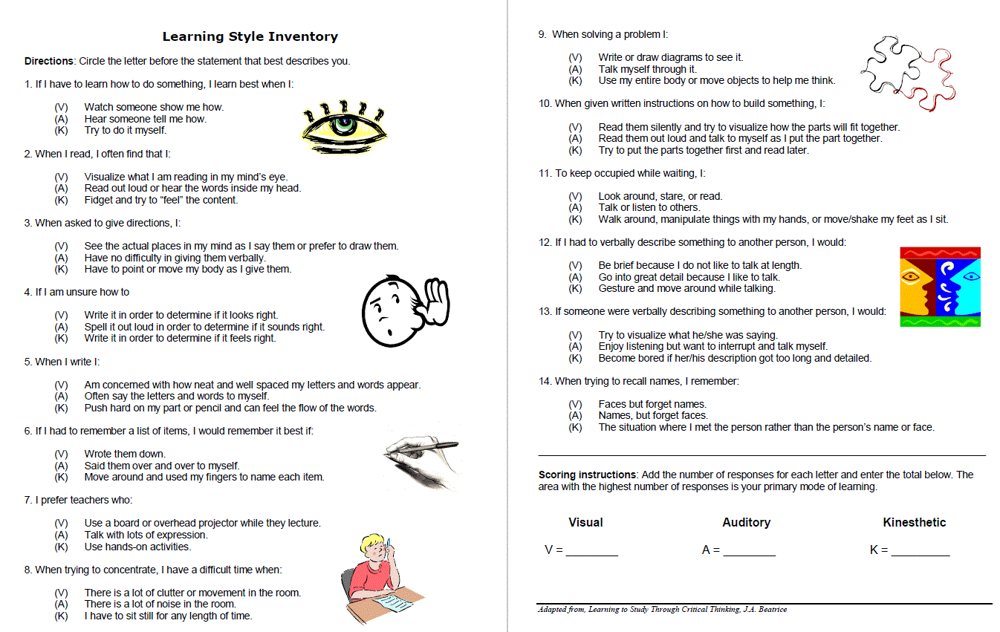 Learning Style Inventory
Directions: Circle the letter before the statement that best describes you.
1. If I have to learn how to do something, I learn best when I:
(V) Watch someone show me how.
(A) Hear someone tell me how.
(K) Try to do it myself.
2. When I read, I often find that I:
(V) Visualize what I am reading in my mind's eye.
(A) Read out loud or hear the words inside my head.
(K) Fidget and try to "feel" the content.
3. When asked to give directions, I:
(V) See the actual places in my mind as I say them or prefer to draw them.
(A) Have no difficulty in giving them verbally.
(K) Have to point or move my body as I give them.
4. If I am unsure how to
(V) Write it in order to determine if it looks right.
(A) Spell it out loud in order to determine if it sounds right.
(K) Write it in order to determine if it feels right.
5. When I write I:
(V) Am concerned with how neat and well spaced my letters and words appear.
(A) Often say the letters and words to myself.
(K) Push hard on my part or pencil and can feel the flow of the words.
6. If I had to remember a list of items, I would remember it best if:
(V) Wrote them down.
(A) Said them over and over to myself.
(K) Move around and used my fingers to name each item.
7. I prefer teachers who:
(V) Use a board or overhead projector while they lecture.
(A) Talk with lots of expression.
(K) Use hands-on activities.
8. When trying to concentrate, I have a difficult time when:
(V) There is a lot of clutter or movement in the room.
(A) There is a lot of noise in the room.
(K) I have to sit still for any length of time.
9. When solving a problem I:
(V) Write or draw diagrams to see it.
(A) Talk myself through it.
(K) Use my entire body or move objects to help me think.
10. When given written instructions on how to build something, I:
(V) Read them silently and try to visualize how the parts will fit together.
(A) Read them out loud and talk to myself as I put the part together.
(K) Try to put the parts together first and read later.
11. To keep occupied while waiting, I:
(V) Look around, stare, or read.
(A) Talk or listen to others.
(K) Walk around, manipulate things with my hands, or move/shake my feet as I sit.
12. If I had to verbally describe something to another person, I would:
(V) Be brief because I do not like to talk at length.
(A) Go into great detail because I like to talk.
(K) Gesture and move around while talking.
13. If someone were verbally describing something to another person, I would:
(V) Try to visualize what he/she was saying.
(A) Enjoy listening but want to interrupt and talk myself.
(K) Become bored if her/his description got too long and detailed.
14. When trying to recall names, I remember:
(V) Faces but forget names.
(A) Names, but forget faces.
(K) The situation where I met the person rather than the person's name or face.
Scoring instructions: Add the number of responses for each letter and enter the total below. The
area with the highest number of responses is your primary mode of learning.
Visual Auditory Kinesthetic
V = ________ A = ________ K = _________
Adapted from, Learning to Study Through Critical Thinking, J.A. Beatrice